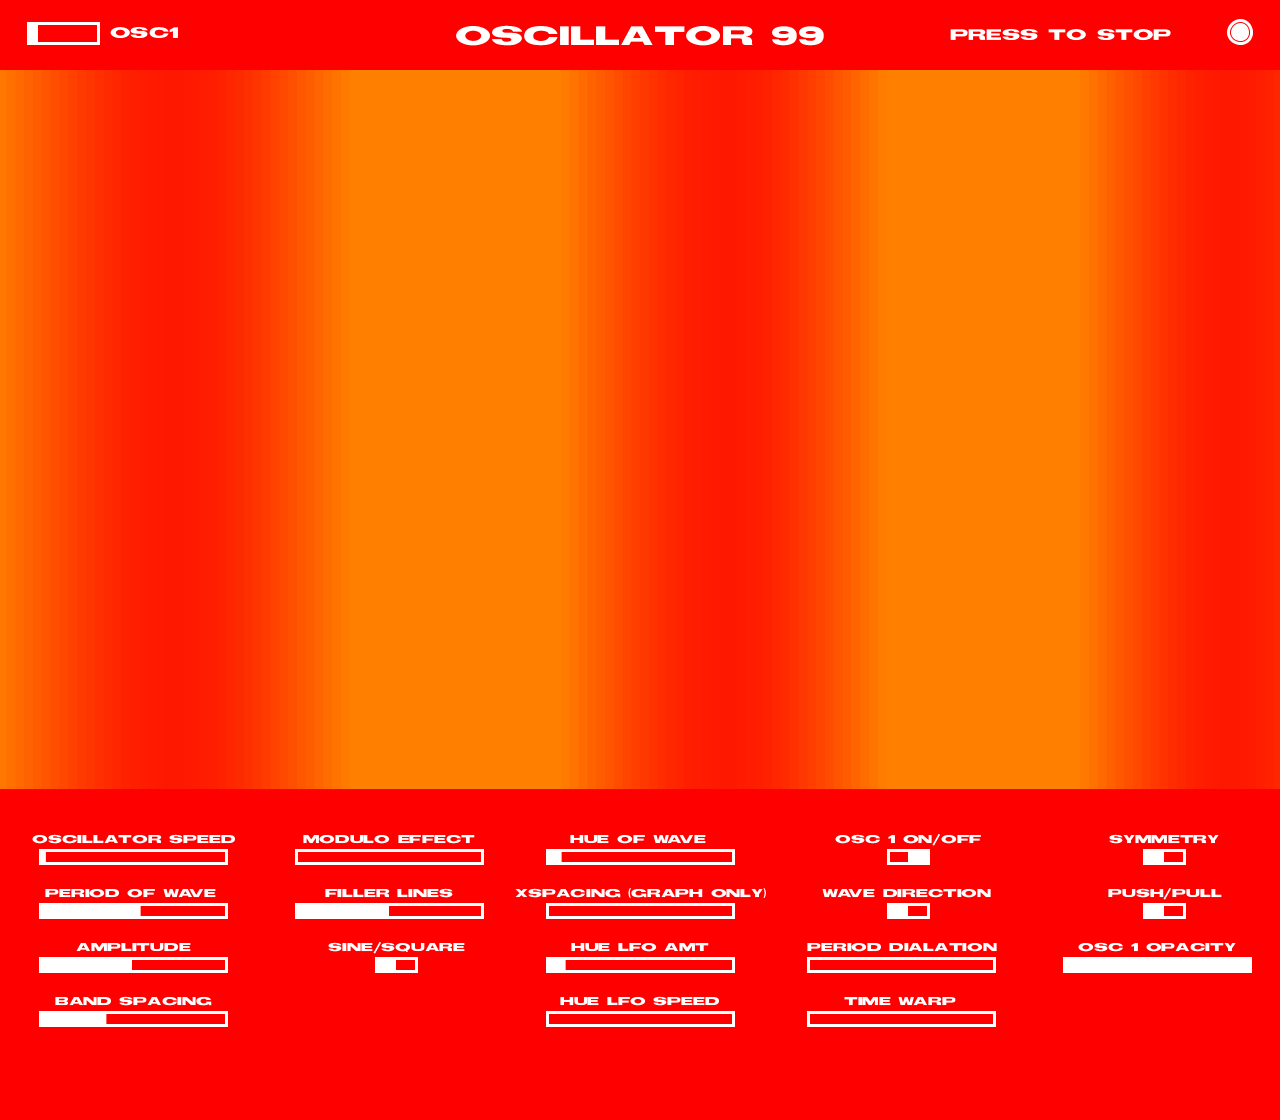 OSC1
OSCILLATOR 99
PRESS TO STOP
OSCILLATOR SPEED
MODULO EFFECT
HUE OF WAVE
OSC 1 ON/OFF
SYMMETRY
PERIOD OF WAVE
FILLER LINES
XSPACING (GRAPH ONLY)
WAVE DIRECTION
PUSH/PULL
AMPLITUDE
SINE/SQUARE
HUE LFO AMT
PERIOD DIALATION
OSC 1 OPACITY
BAND SPACING
HUE LFO SPEED
TIME WARP